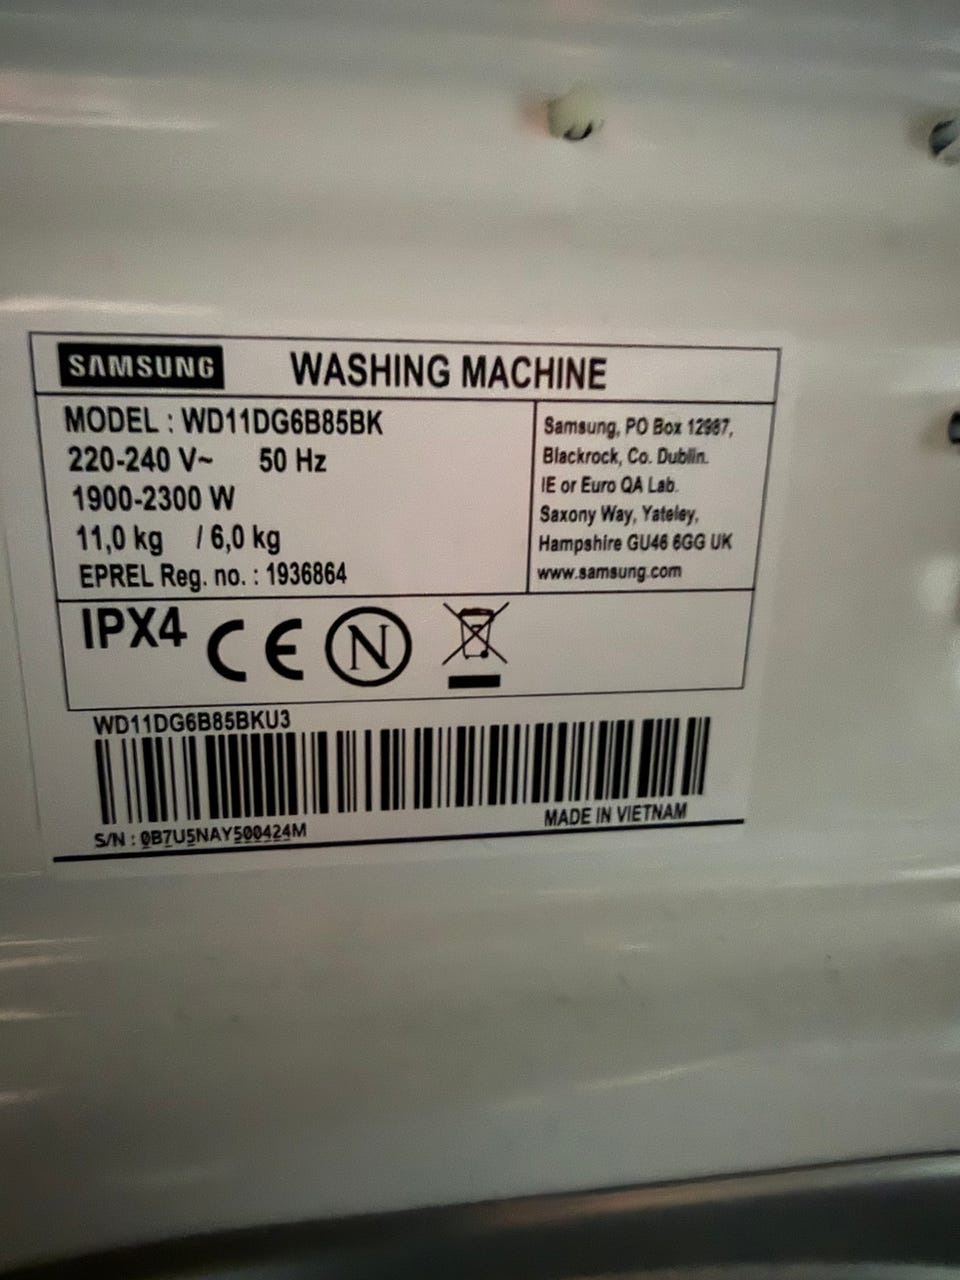 SAMSUNG WASHING MACHINE
MODEL : WD11DG6B85BK
220-240 V~ 50 Hz
1900-2300 W
11,0 kg / 6,0 kg
EPREL Reg. no. : 1936864
Samsung, PO Box 12987,
Blackrock, Co. Dublin.
IE or Euro QA Lab.
Saxony Way, Yateley,
Hampshire GU46 6GG UK
www.samsung.com
IPX4 CE N
WD11DG6B85BKU3
MADE IN VIETNAM
S/N : 0B7U5NAY500424M